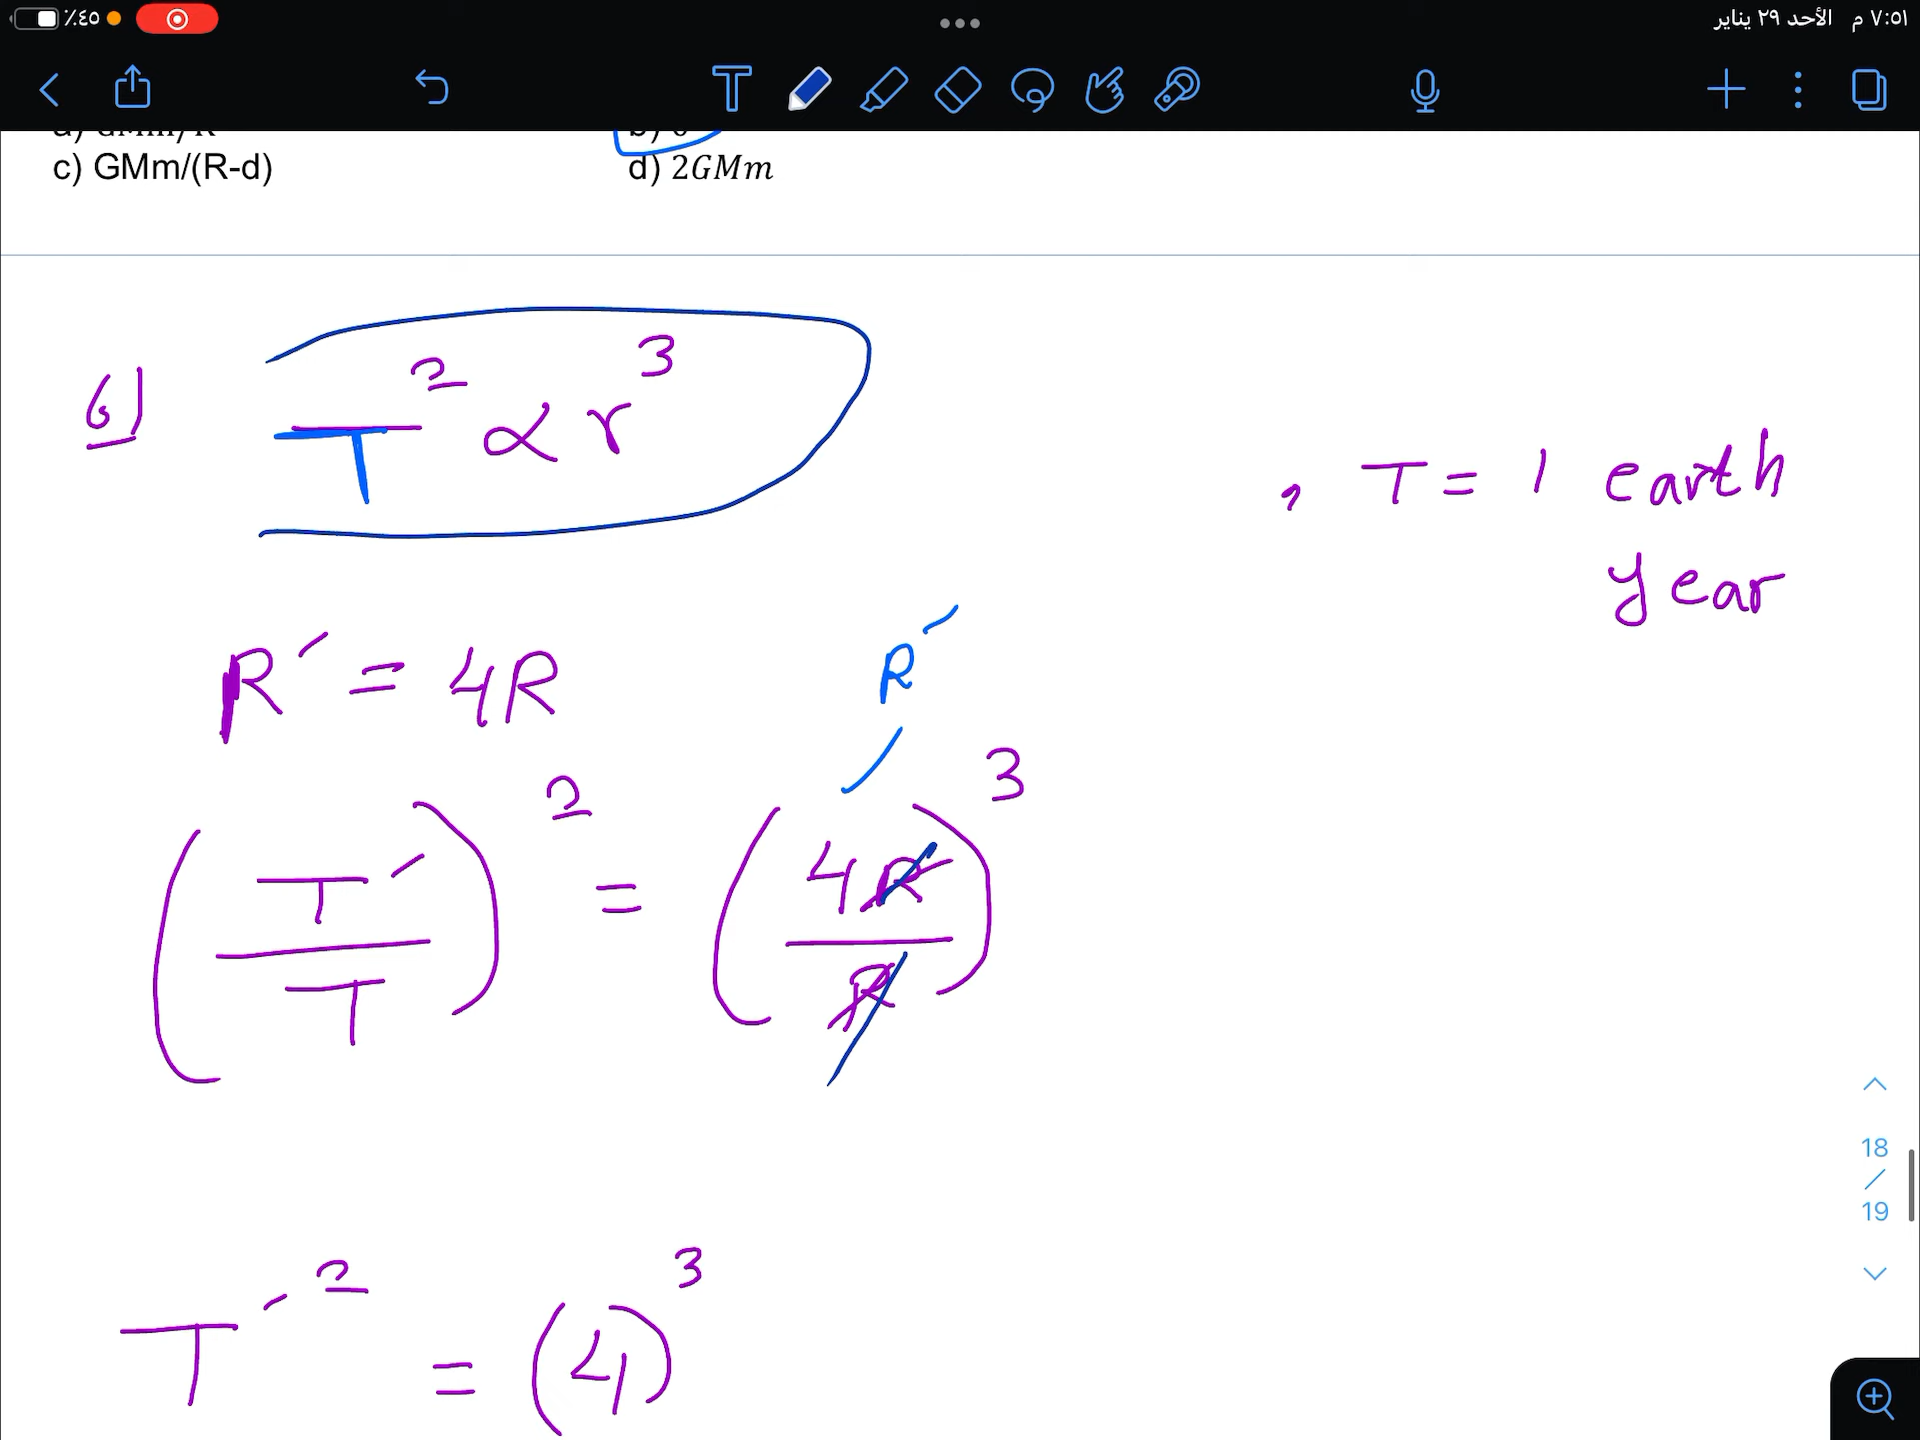 ٪٤٥ ٧:٥١ م الأحد ٢٩ يناير
c) GMm/(R-d) d) 2GMm
6) T² ∝ r³
, T = 1 earth
year
R′ = 4R R′
(T′/T)² = (4R/R)³
T′² = (4)³
18
/
19